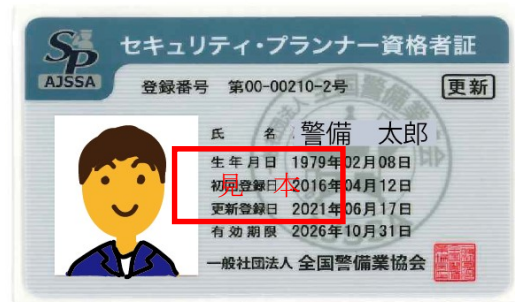 SP
AJSSA
セキュリティ・プランナー資格者証
登録番号 第00-00210-2号
更新
氏名 警備 太郎
生年月日 1979年02月08日
初回登録日 2016年04月12日
更新登録日 2021年06月17日
有効期限 2026年10月31日
見本
一般社団法人 全国警備業協会